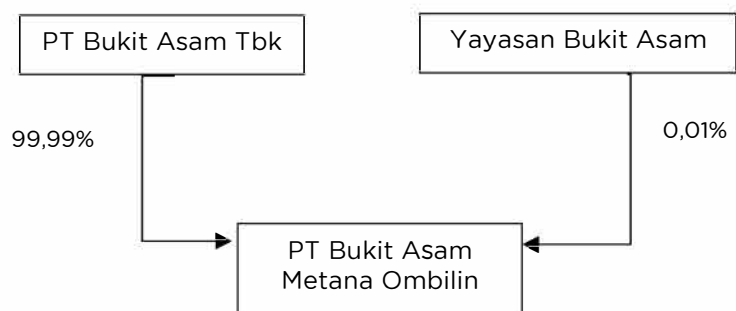 PT Bukit Asam Tbk
Yayasan Bukit Asam
99,99%
0,01%
PT Bukit Asam
Metana Ombilin